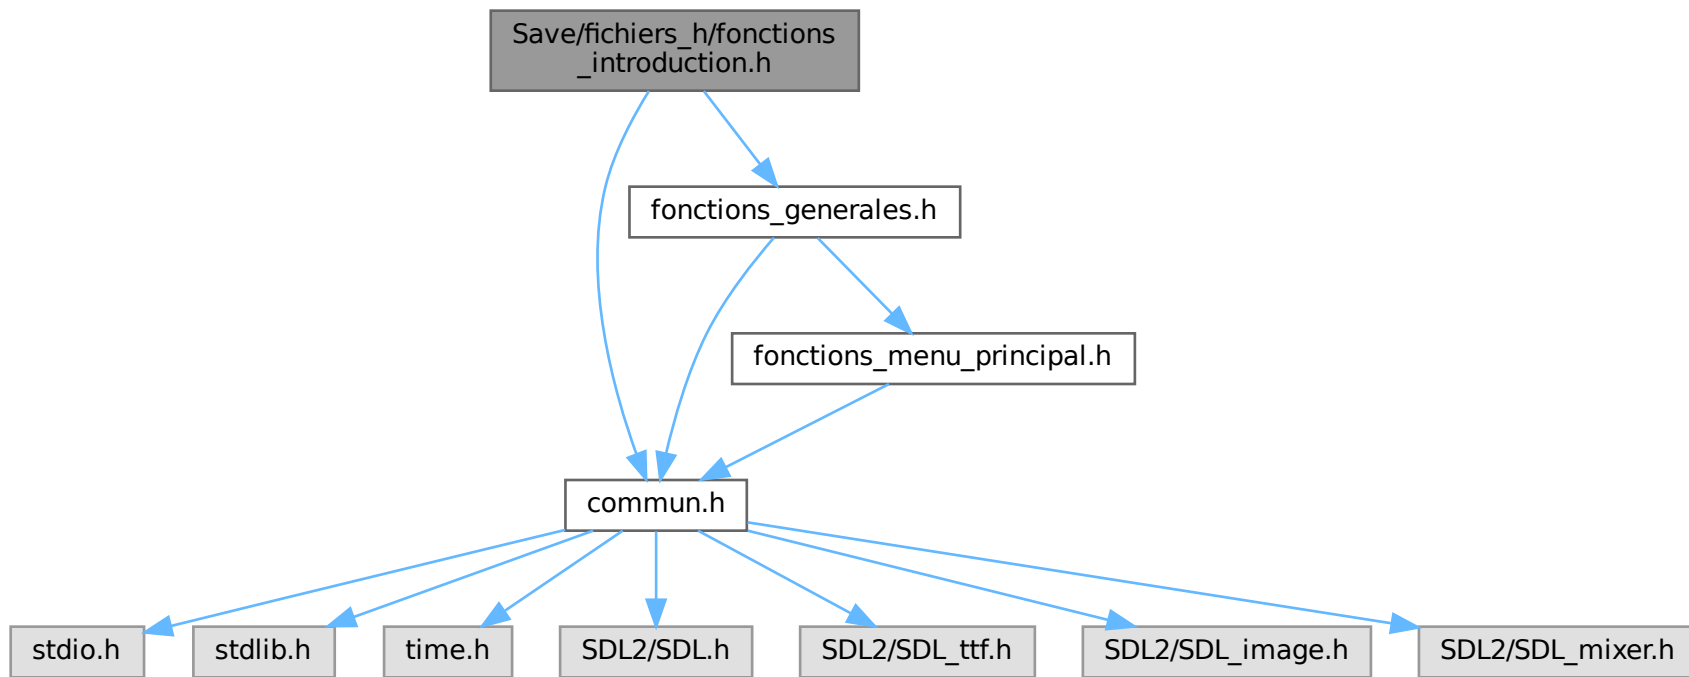 Save/fichiers_h/fonctions
_introduction.h
fonctions_generales.h
fonctions_menu_principal.h
commun.h
stdio.h
stdlib.h
time.h
SDL2/SDL.h
SDL2/SDL_ttf.h
SDL2/SDL_image.h
SDL2/SDL_mixer.h